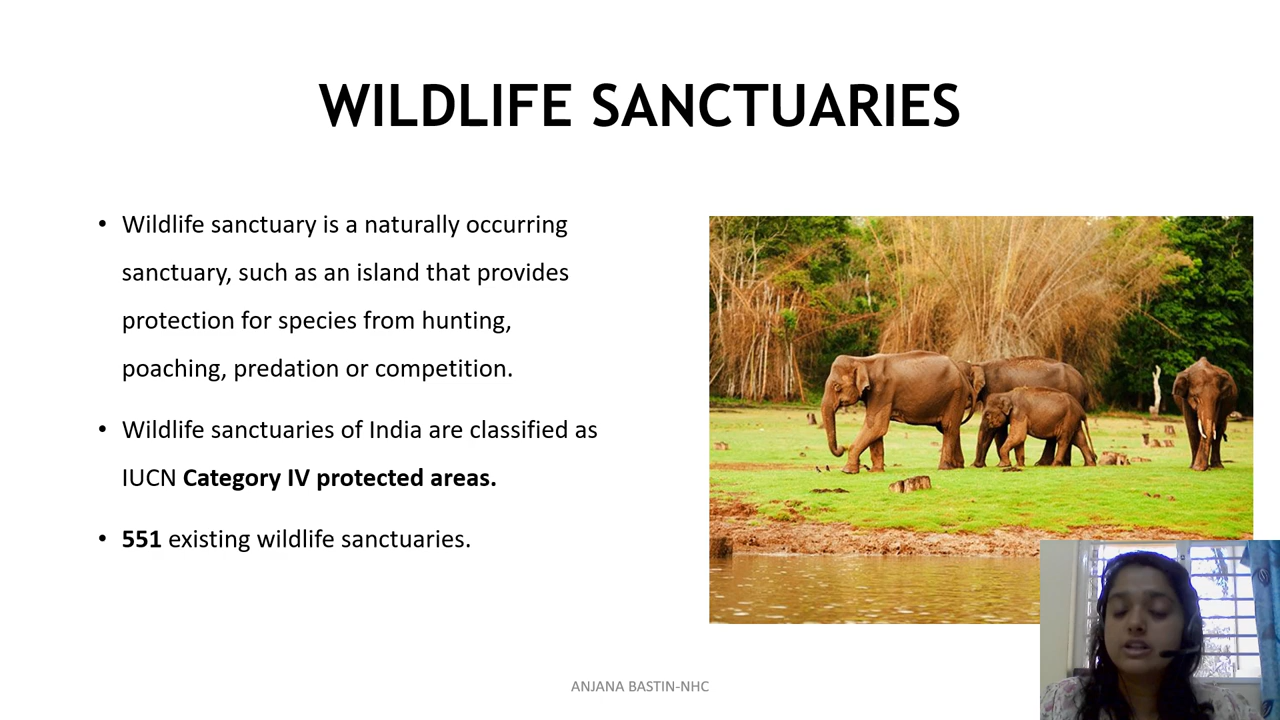 WILDLIFE SANCTUARIES
• Wildlife sanctuary is a naturally occurring
sanctuary, such as an island that provides
protection for species from hunting,
poaching, predation or competition.
• Wildlife sanctuaries of India are classified as
IUCN Category IV protected areas.
• 551 existing wildlife sanctuaries.
ANJANA BASTIN-NHC